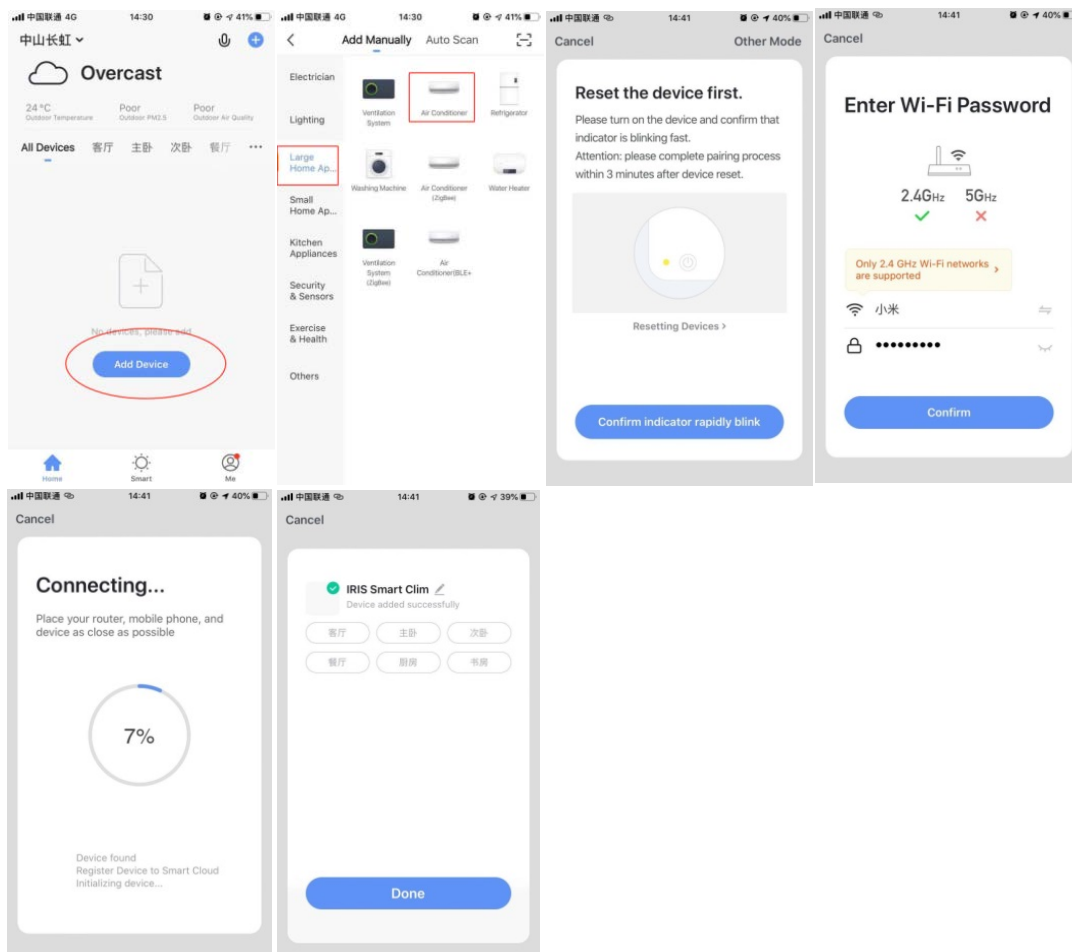 中国联通 4G 14:30 41%
中山长虹
Overcast
24 °C Poor Poor
Outdoor Temperature Outdoor PM2.5 Outdoor Air Quality
All Devices 客厅 主卧 次卧 餐厅 ...
No devices, please add
Add Device
Home Smart Me
中国联通 4G 14:30 41%
Add Manually Auto Scan
Electrician
Lighting
Large
Home Ap...
Small
Home Ap...
Kitchen
Appliances
Security
& Sensors
Exercise
& Health
Others
Ventilation
System
Air Conditioner
Refrigerator
Washing Machine
Air Conditioner
(ZigBee)
Water Heater
Ventilation
System
(ZigBee)
Air
Conditioner(BLE+
中国联通 14:41 40%
Cancel Other Mode
Reset the device first.
Please turn on the device and confirm that
indicator is blinking fast.
Attention: please complete pairing process
within 3 minutes after device reset.
Resetting Devices >
Confirm indicator rapidly blink
中国联通 14:41 40%
Cancel
Enter Wi-Fi Password
2.4GHz 5GHz
Only 2.4 GHz Wi-Fi networks
are supported >
小米
•••••••••
Confirm
中国联通 14:41 40%
Cancel
Connecting...
Place your router, mobile phone, and
device as close as possible
7%
Device found
Register Device to Smart Cloud
Initializing device...
中国联通 14:41 39%
Cancel
IRIS Smart Clim
Device added successfully
客厅 主卧 次卧
餐厅 厨房 书房
Done